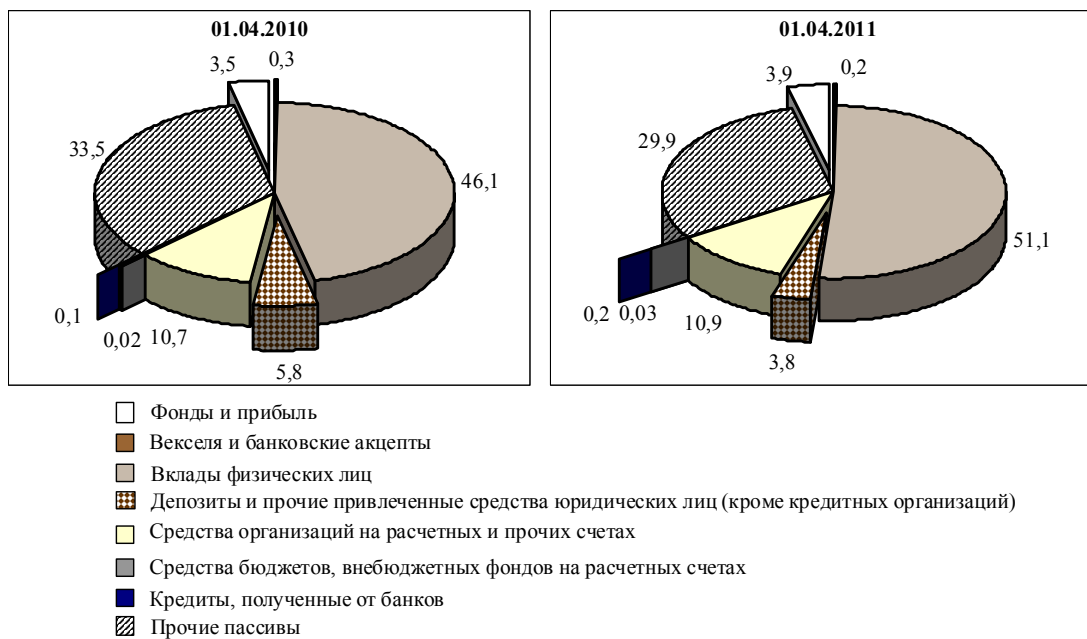 01.04.2010
3,5
0,3
33,5
46,1
0,1
0,02
10,7
5,8
01.04.2011
3,9
0,2
29,9
51,1
0,2
0,03
10,9
3,8
Фонды и прибыль
Векселя и банковские акцепты
Вклады физических лиц
Депозиты и прочие привлеченные средства юридических лиц (кроме кредитных организаций)
Средства организаций на расчетных и прочих счетах
Средства бюджетов, внебюджетных фондов на расчетных счетах
Кредиты, полученные от банков
Прочие пассивы